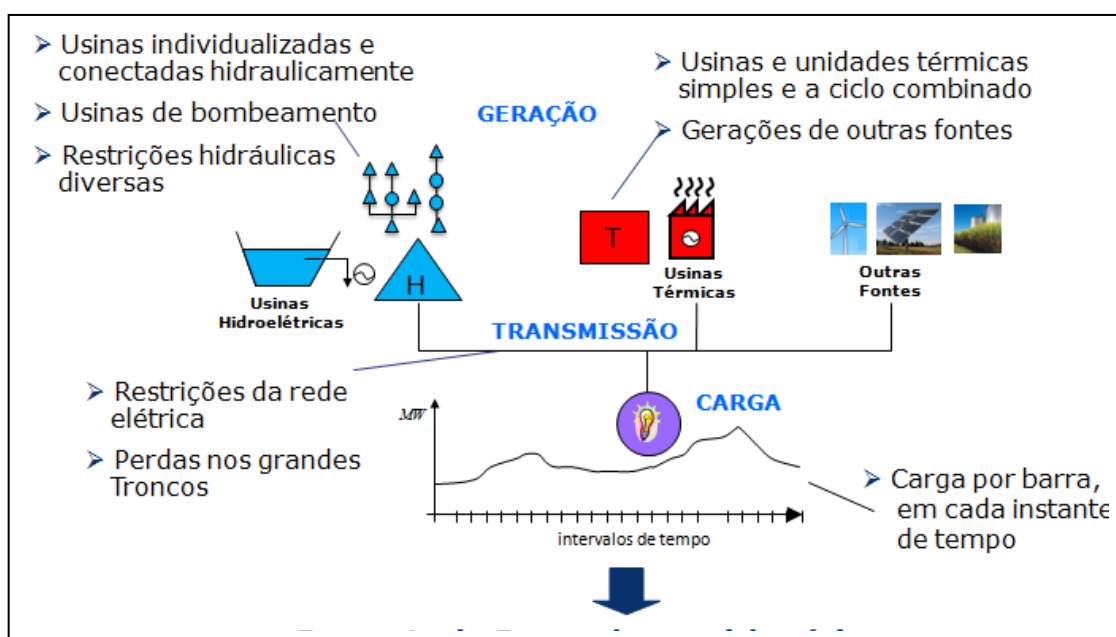 ➢ Usinas individualizadas e
conectadas hidraulicamente
➢ Usinas de bombeamento
➢ Restrições hidráulicas
diversas
GERAÇÃO
➢ Usinas e unidades térmicas
simples e a ciclo combinado
➢ Gerações de outras fontes
H
T
Usinas
Hidroelétricas
Usinas
Térmicas
Outras
Fontes
TRANSMISSÃO
➢ Restrições da rede
elétrica
➢ Perdas nos grandes
Troncos
CARGA
MW
intervalos de tempo
➢ Carga por barra,
em cada instante
de tempo